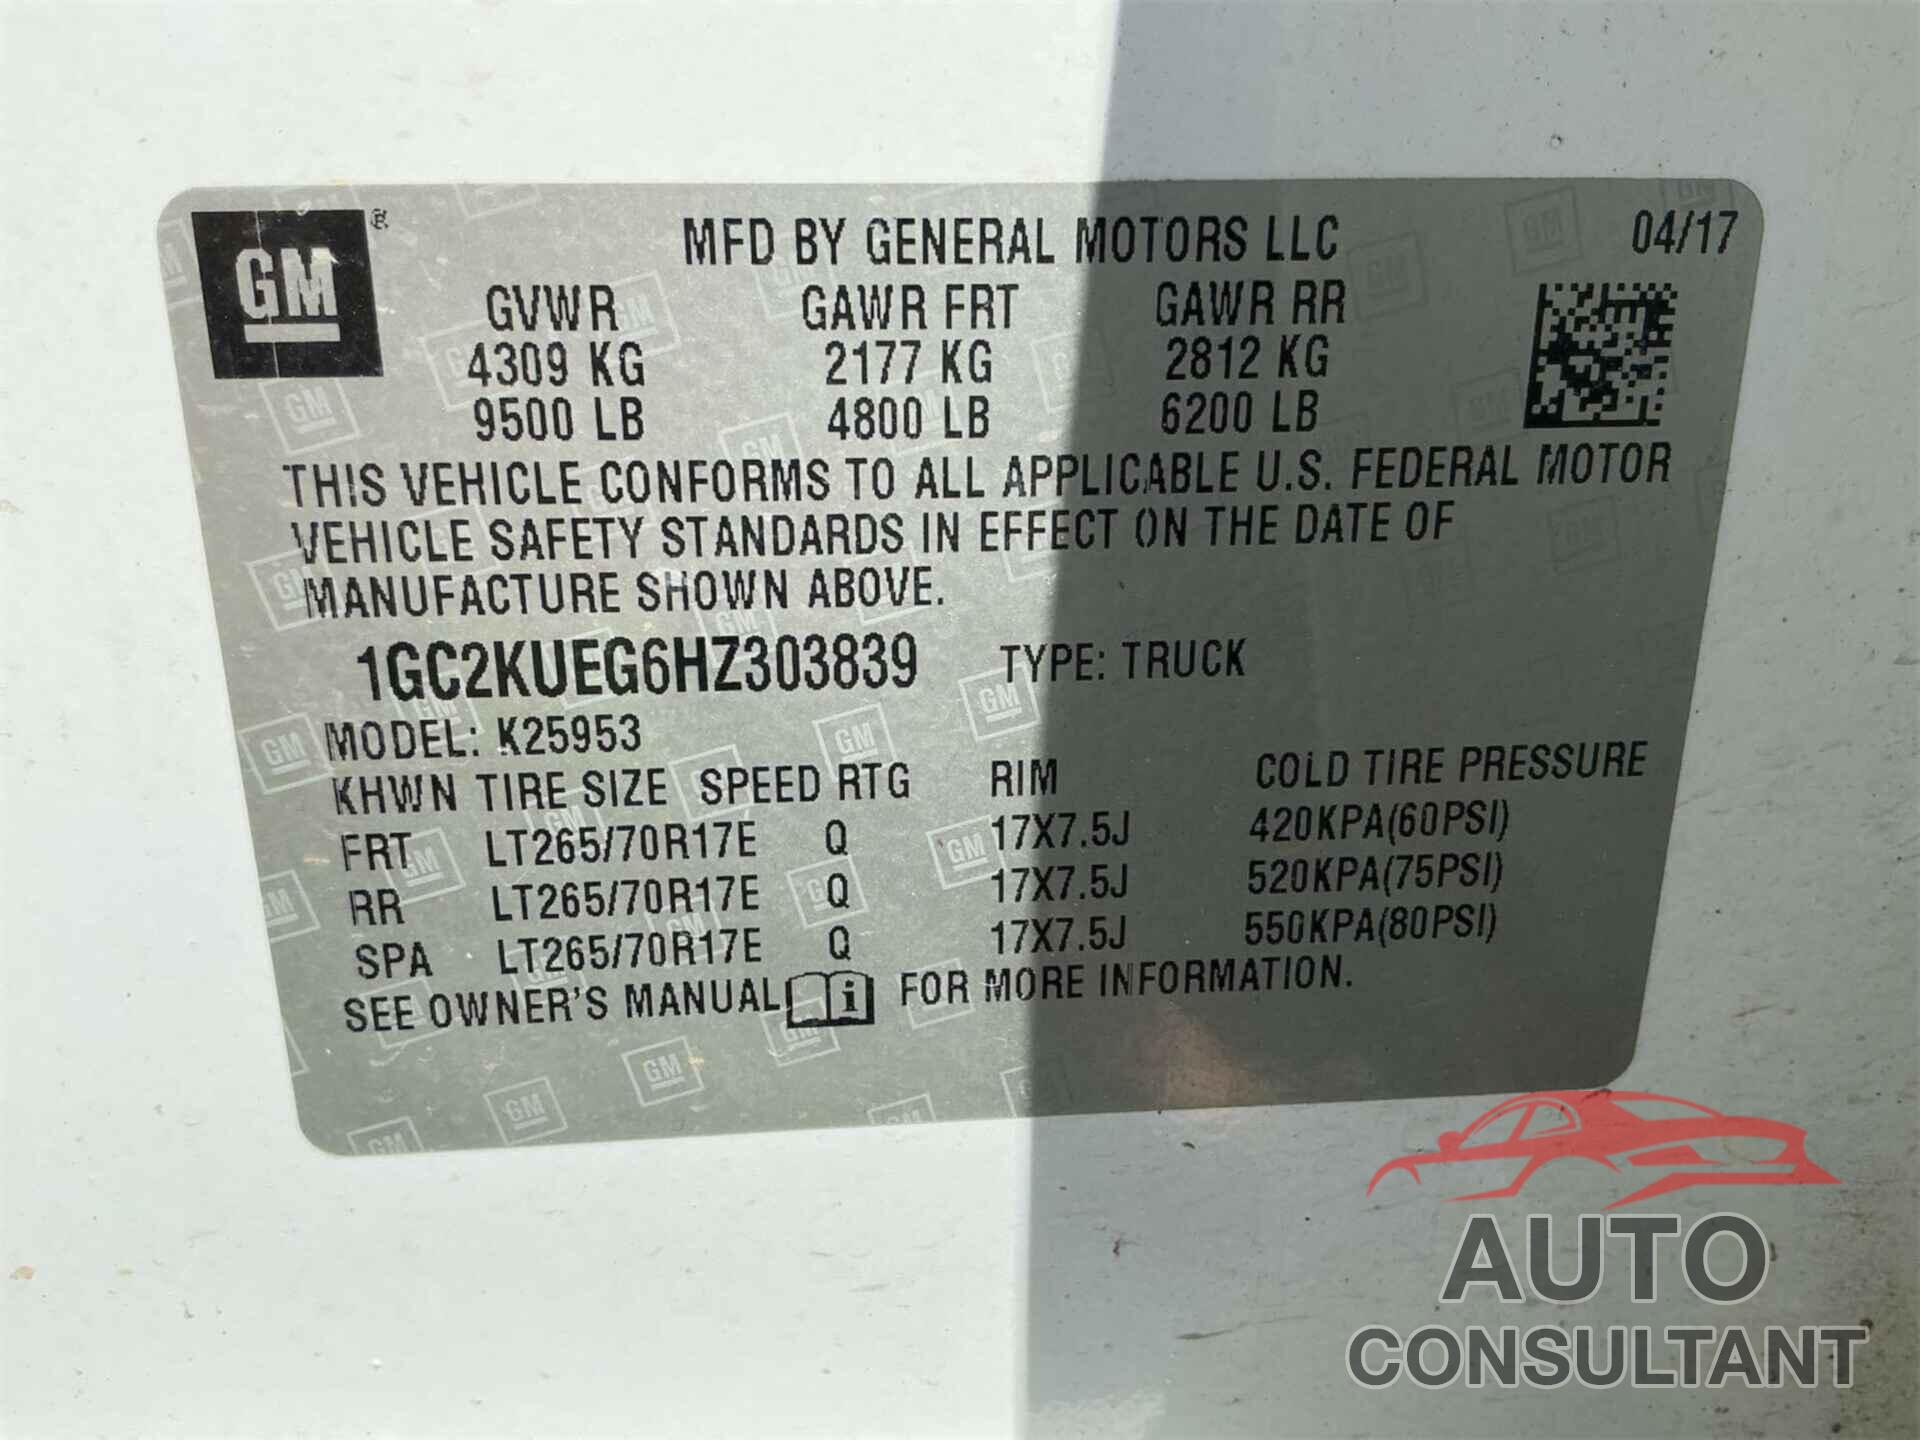 GM ® MFD BY GENERAL MOTORS LLC 04/17
GVWR GAWR FRT GAWR RR
4309 KG 2177 KG 2812 KG
9500 LB 4800 LB 6200 LB
THIS VEHICLE CONFORMS TO ALL APPLICABLE U.S. FEDERAL MOTOR
VEHICLE SAFETY STANDARDS IN EFFECT ON THE DATE OF
MANUFACTURE SHOWN ABOVE.
1GC2KUEG6HZ303839 TYPE: TRUCK
MODEL: K25953
KHWN TIRE SIZE SPEED RTG RIM COLD TIRE PRESSURE
FRT LT265/70R17E Q 17X7.5J 420KPA(60PSI)
RR LT265/70R17E Q 17X7.5J 520KPA(75PSI)
SPA LT265/70R17E Q 17X7.5J 550KPA(80PSI)
SEE OWNER'S MANUAL i FOR MORE INFORMATION.
AUTO
CONSULTANT